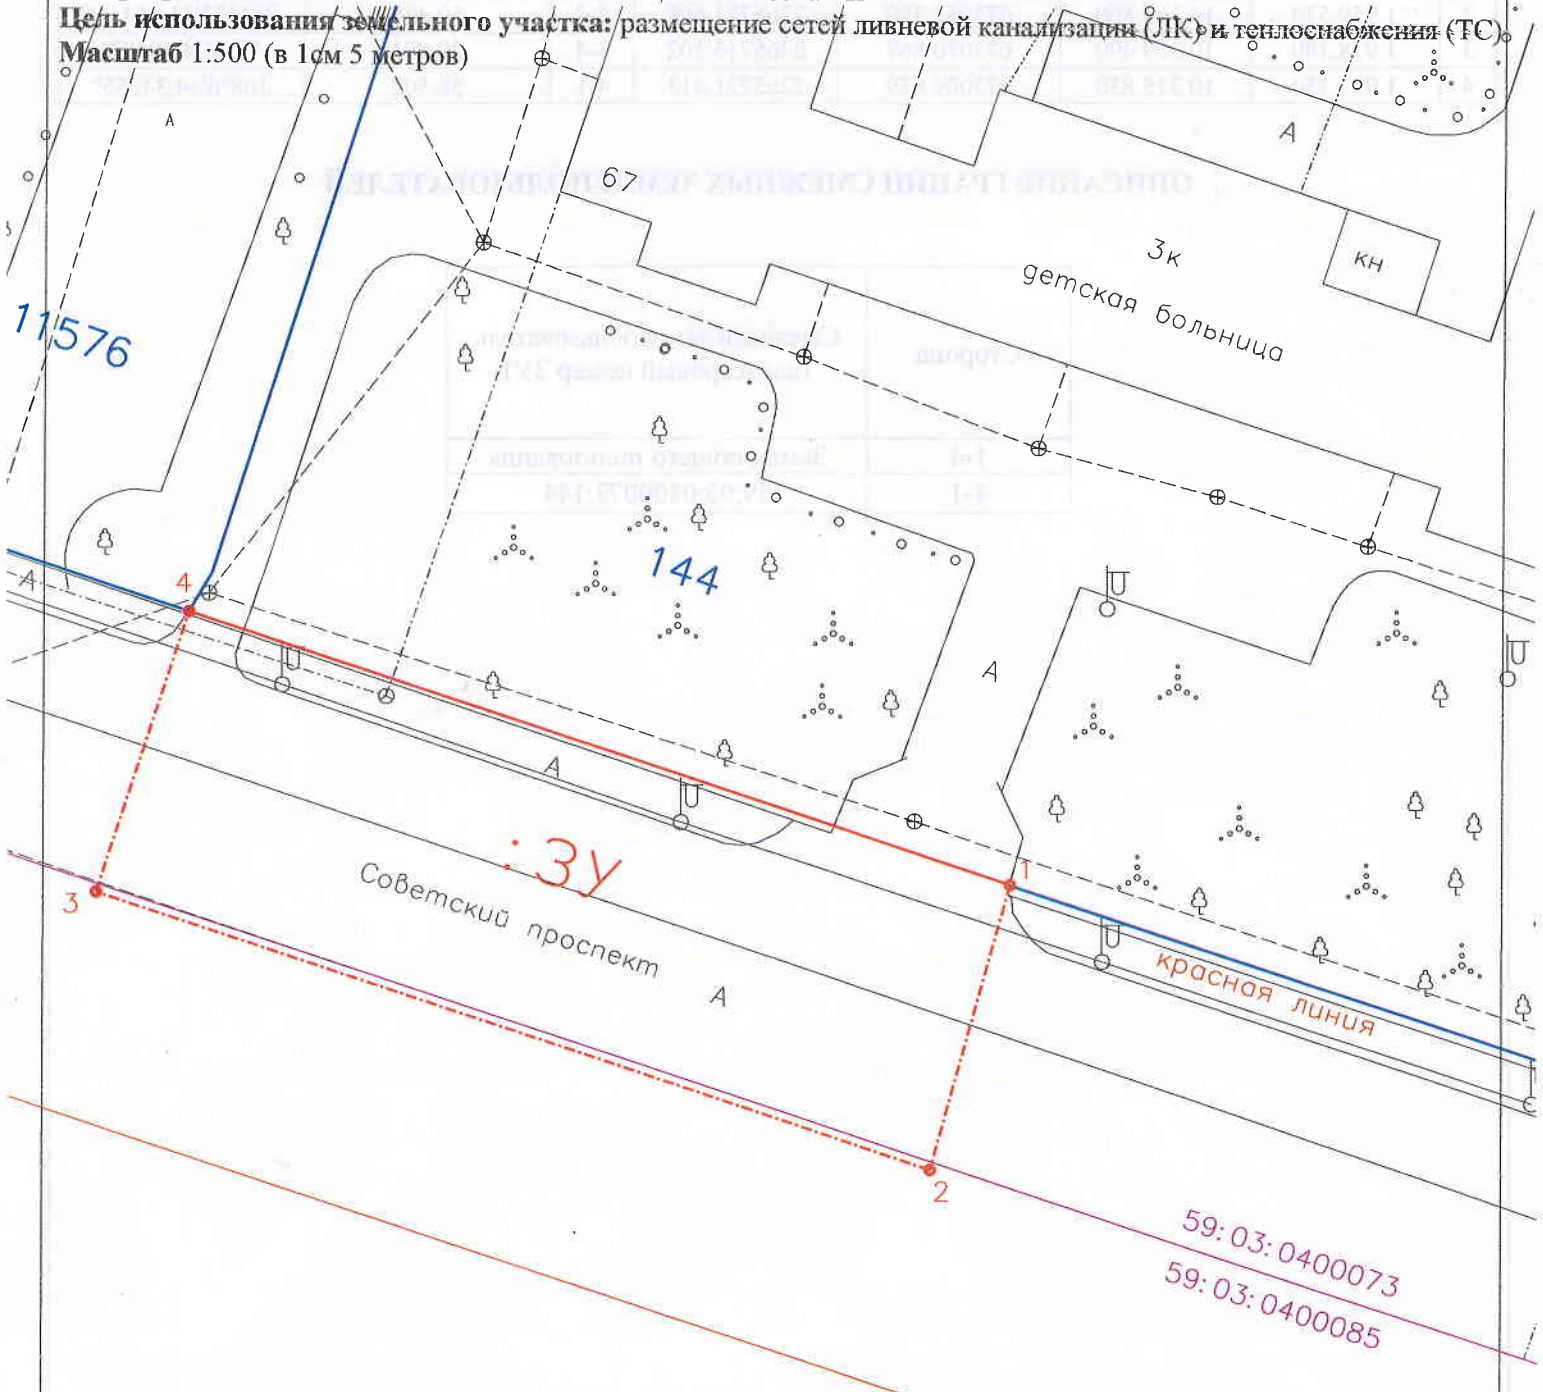 Цель использования земельного участка: размещение сетей ливневой канализации (ЛК) и теплоснабжения (ТС)
Масштаб 1:500 (в 1см 5 метров)
А
А
67
3к
детская больница
кн
11576
144
А
4
А
А
1
:ЗУ
3
Советский проспект
А
красная линия
2
59:03:0400073
59:03:0400085